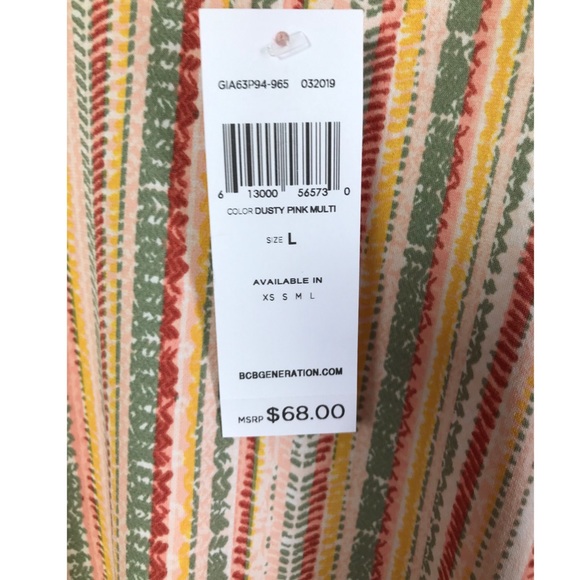 GIA63P94-965 032019
6 13000 56573 0
COLOR DUSTY PINK MULTI
SIZE L
AVAILABLE IN
XS S M L
BCBGENERATION.COM
MSRP $68.00